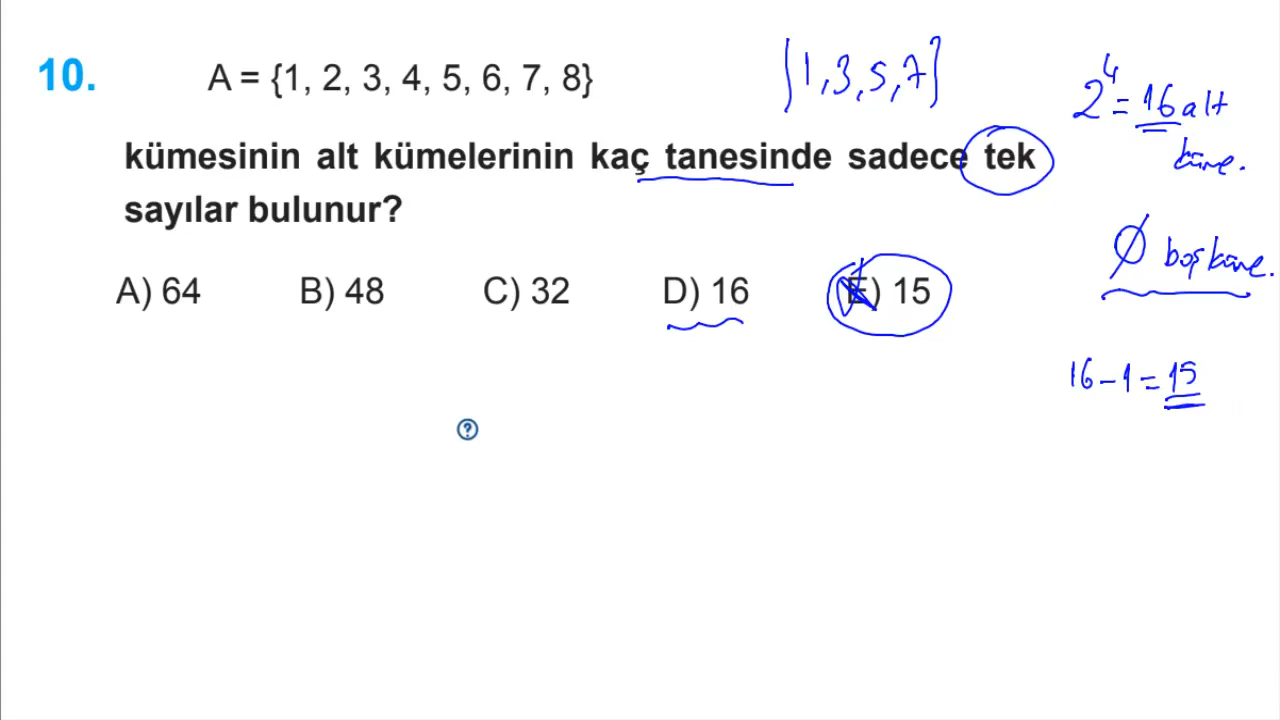 10. A = {1, 2, 3, 4, 5, 6, 7, 8}
kümesinin alt kümelerinin kaç tanesinde sadece tek
sayılar bulunur?
A) 64 B) 48 C) 32 D) 16 E) 15
{1,3,5,7}
2⁴ = 16 alt
küme.
∅ boş küme.
16 - 1 = 15
?